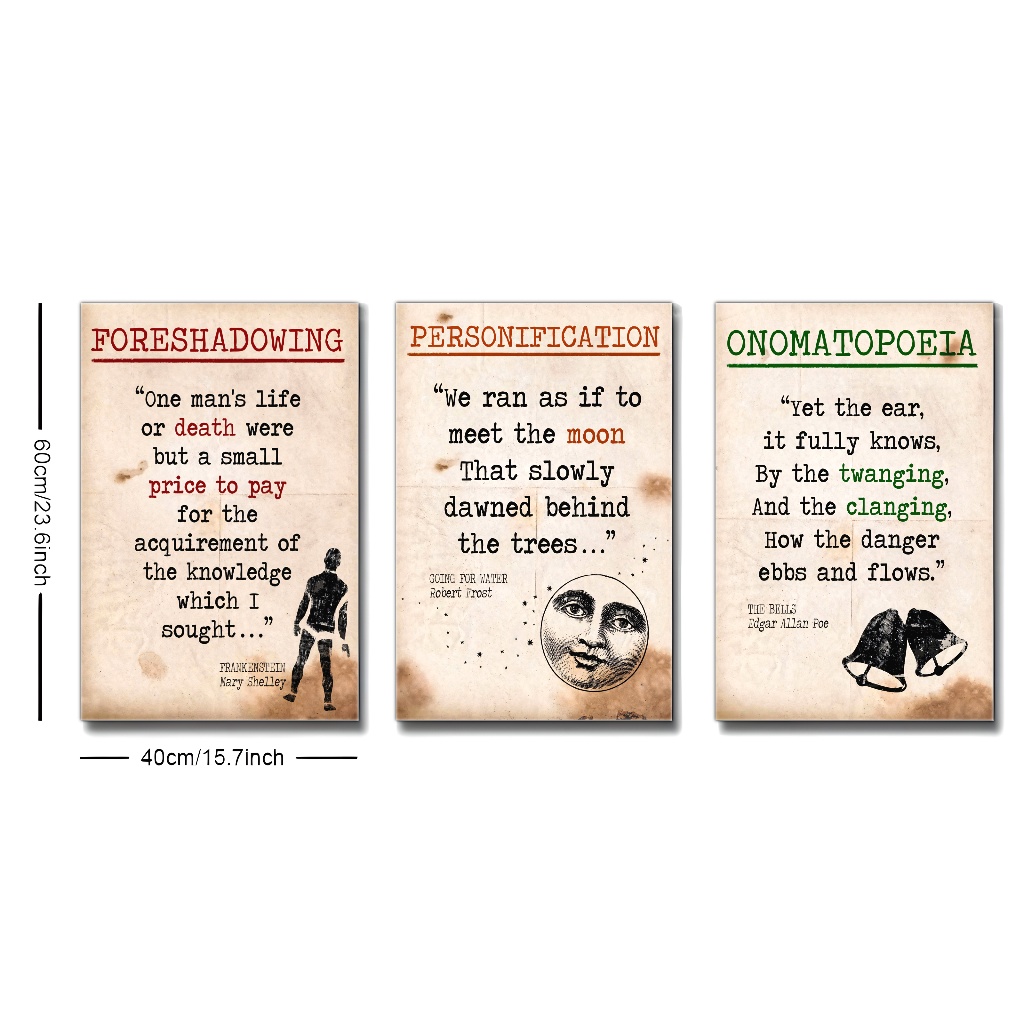 FORESHADOWING
“One man's life
or death were
but a small
price to pay
for the
acquirement of
the knowledge
which I
sought...”
FRANKENSTEIN
Mary Shelley
PERSONIFICATION
“We ran as if to
meet the moon
That slowly
dawned behind
the trees...”
GOING FOR WATER
Robert Frost
ONOMATOPOEIA
“Yet the ear,
it fully knows,
By the twanging,
And the clanging,
How the danger
ebbs and flows.”
THE BELLS
Edgar Allan Poe
60cm/23.6inch
40cm/15.7inch